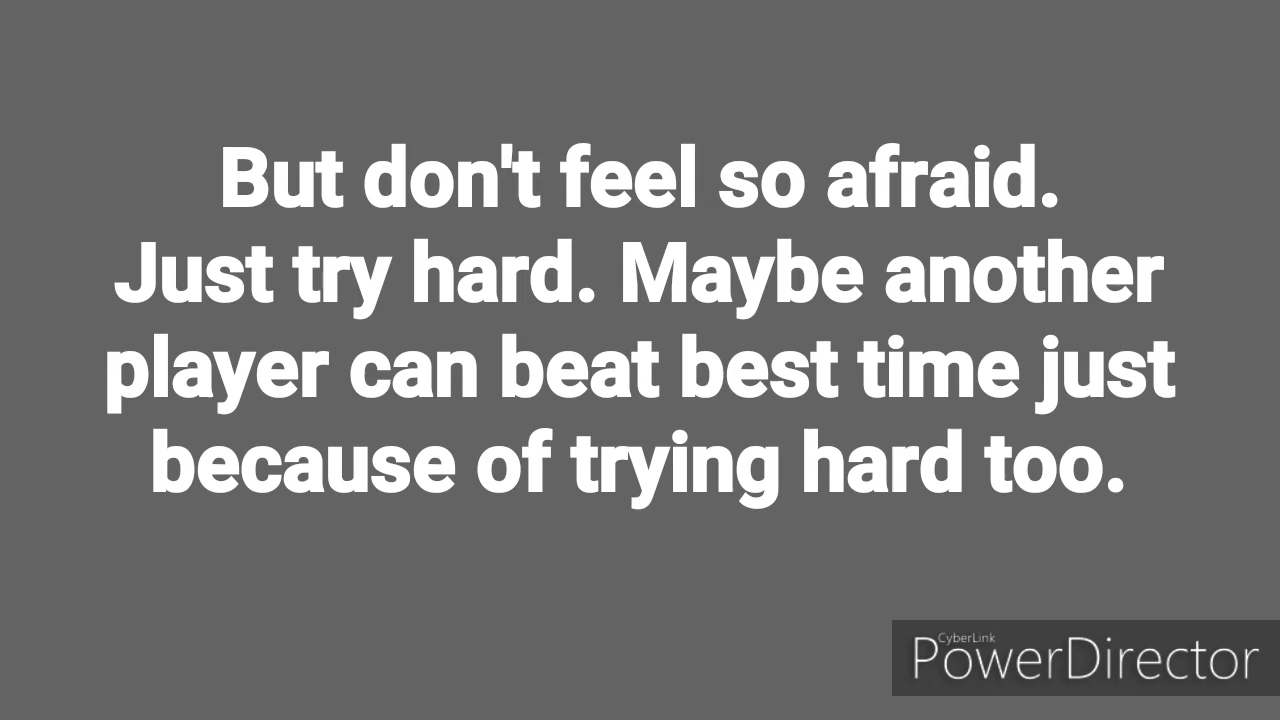 But don't feel so afraid.
Just try hard. Maybe another
player can beat best time just
because of trying hard too.
CyberLink
PowerDirector